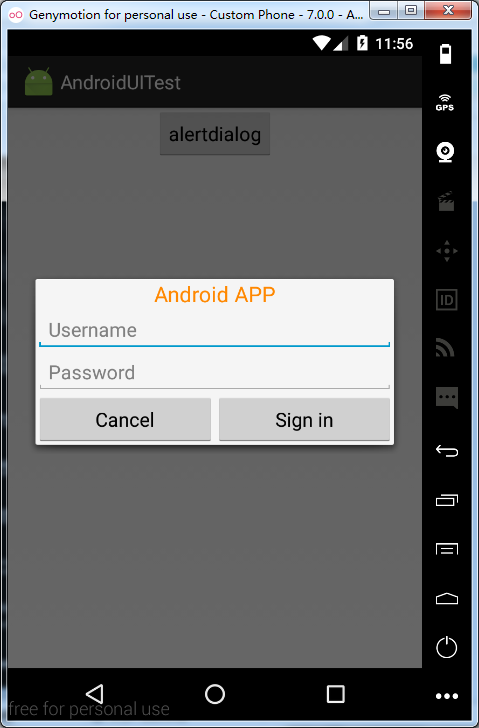 Genymotion for personal use - Custom Phone - 7.0.0 - A...
11:56
GPS
AndroidUITest
alertdialog
Android APP
Username
Password
Cancel
Sign in
ID
free for personal use